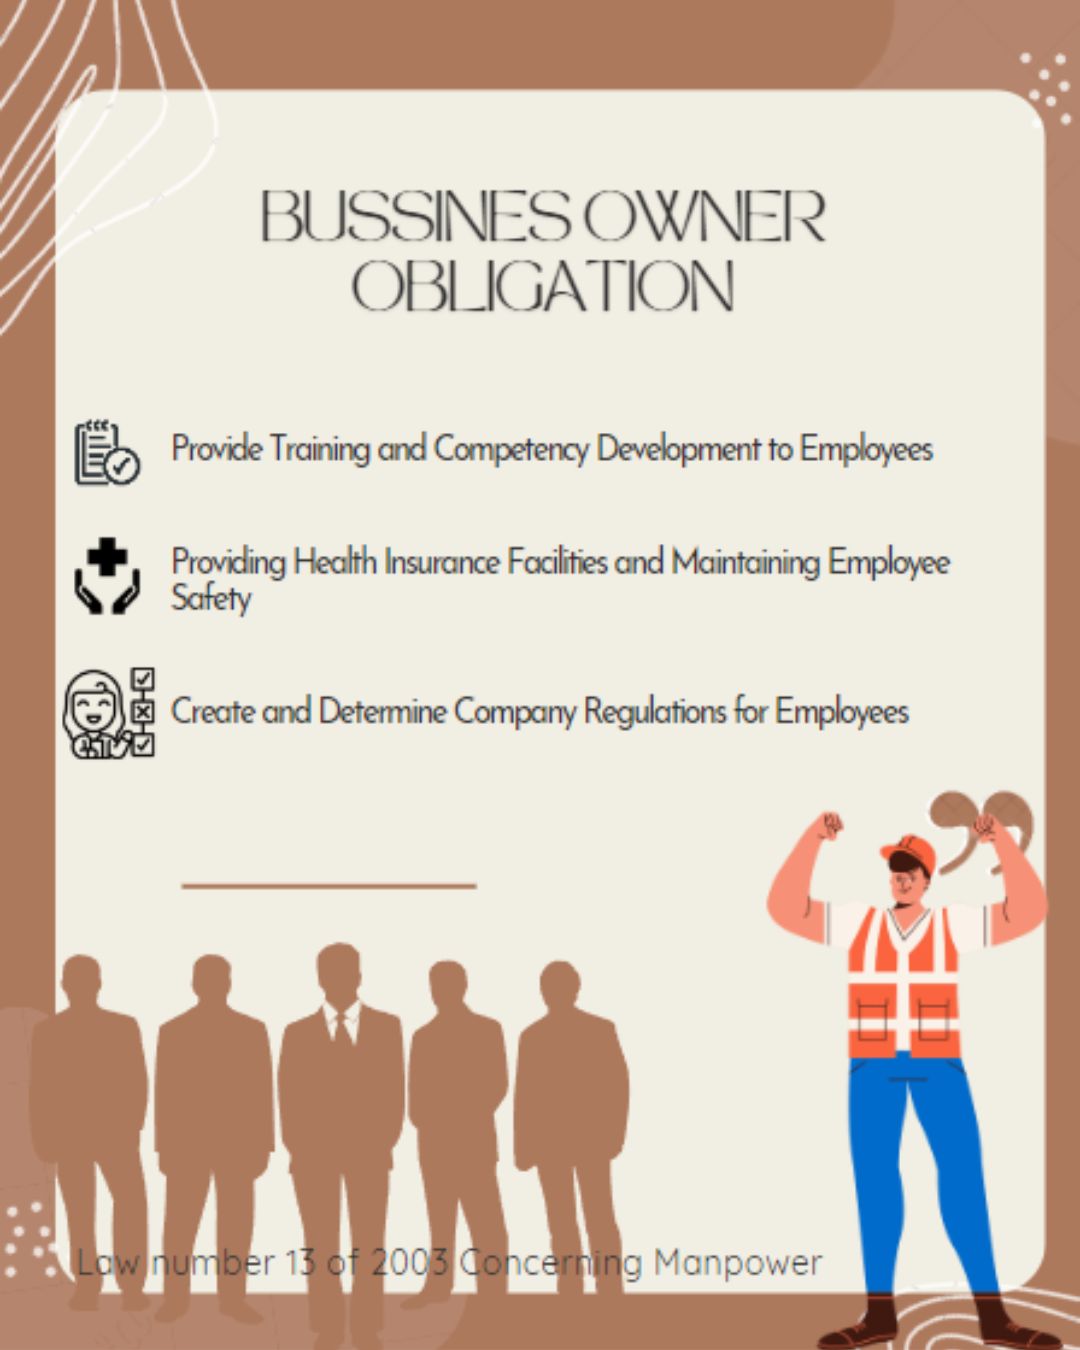 BUSSINES OWNER
OBLIGATION
Provide Training and Competency Development to Employees
Providing Health Insurance Facilities and Maintaining Employee
Safety
Create and Determine Company Regulations for Employees
Law number 13 of 2003 Concerning Manpower